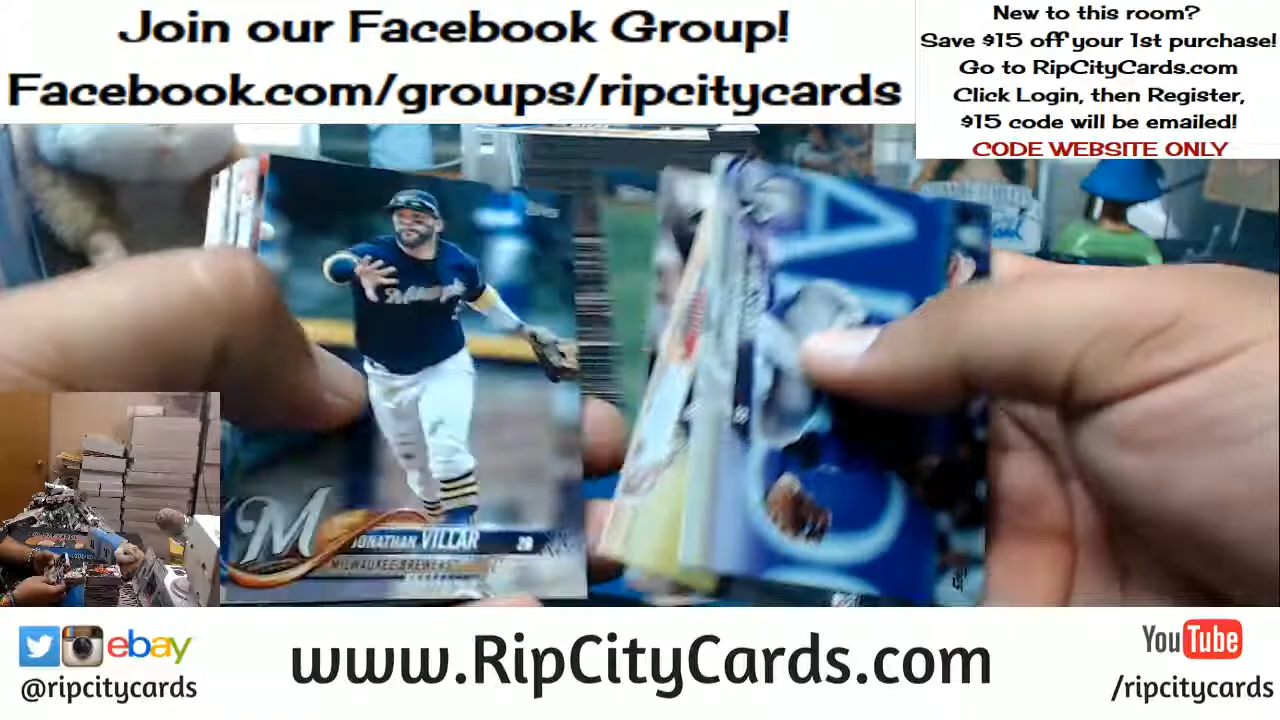 Join our Facebook Group!
Facebook.com/groups/ripcitycards
New to this room?
Save $15 off your 1st purchase!
Go to RipCityCards.com
Click Login, then Register,
$15 code will be emailed!
CODE WEBSITE ONLY
M
JONATHAN VILLAR 2B
MILWAUKEE BREWERS
ebay
@ripcitycards
www.RipCityCards.com
YouTube
/ripcitycards